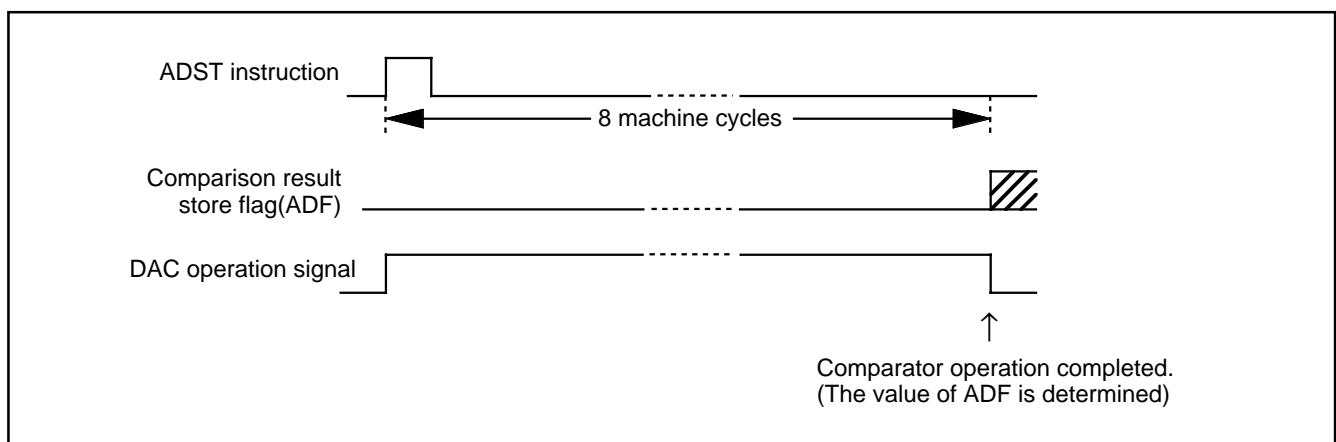 ADST instruction
8 machine cycles
Comparison result
store flag(ADF)
DAC operation signal
Comparator operation completed.
(The value of ADF is determined)